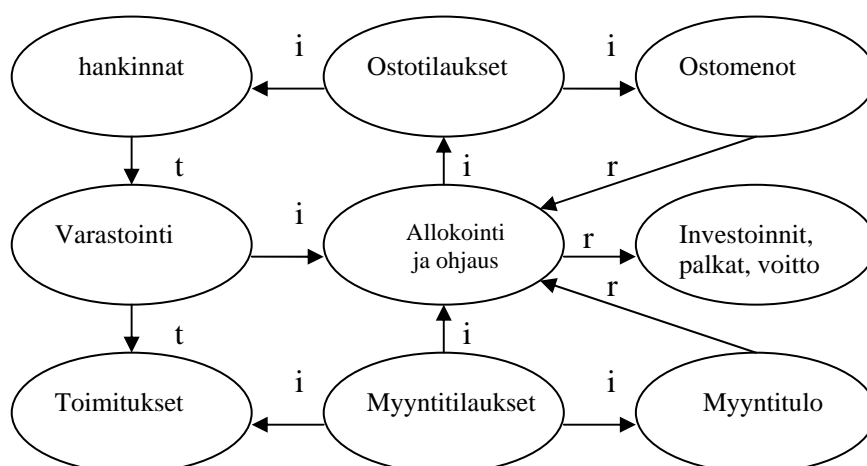 i
i
hankinnat
Ostotilaukset
Ostomenot
t
i
r
i
Varastointi
Allokointi
ja ohjaus
r
Investoinnit,
palkat, voitto
r
t
i
i
i
Toimitukset
Myyntitilaukset
Myyntitulo